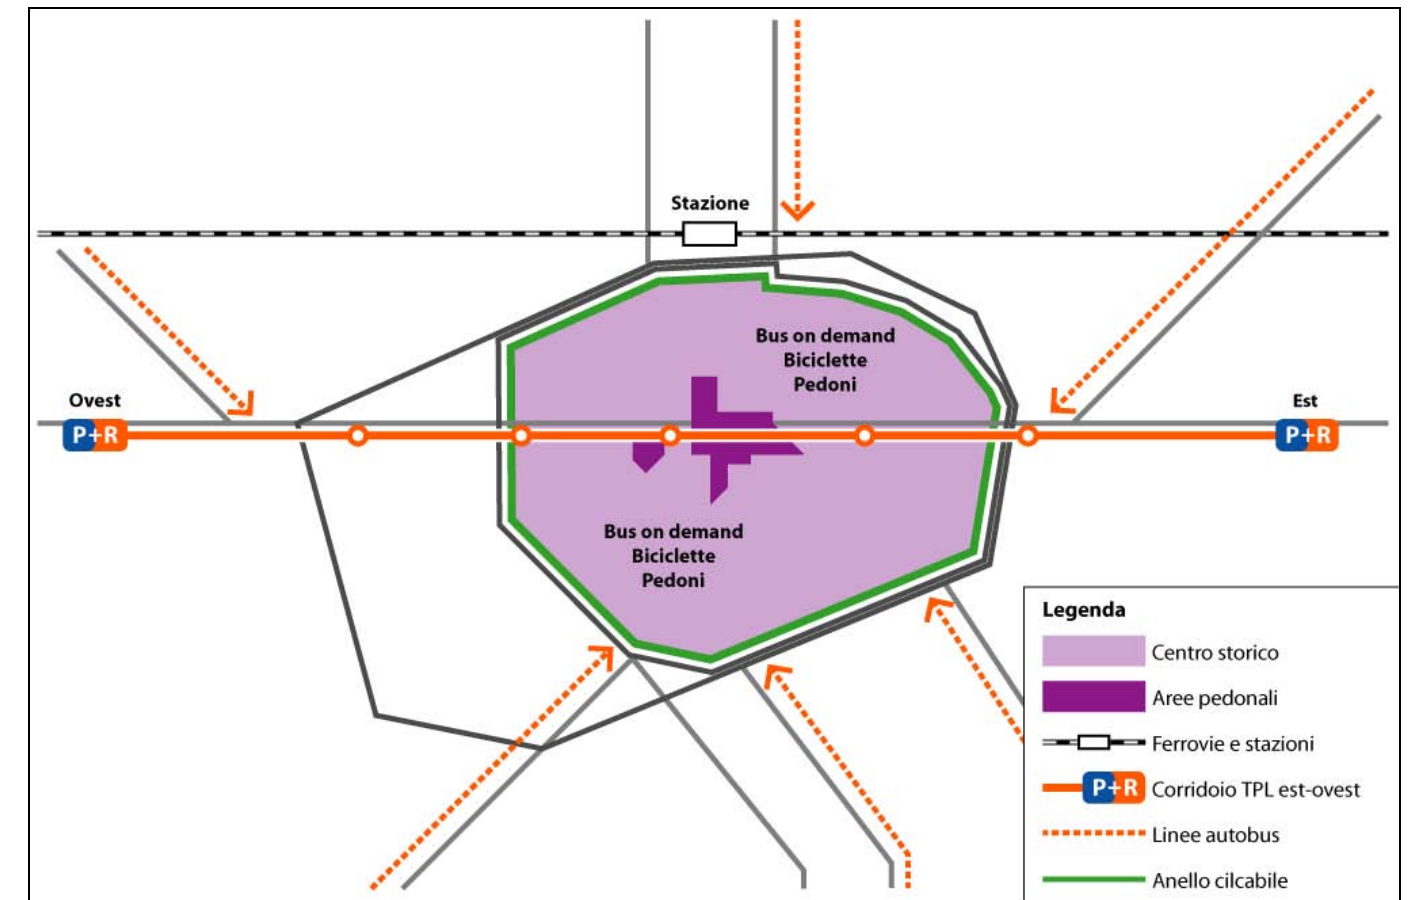 Stazione
Bus on demand
Biciclette
Pedoni
Ovest
P+R
Est
P+R
Bus on demand
Biciclette
Pedoni
Legenda
Centro storico
Aree pedonali
Ferrovie e stazioni
P+R Corridoio TPL est-ovest
Linee autobus
Anello cilcabile